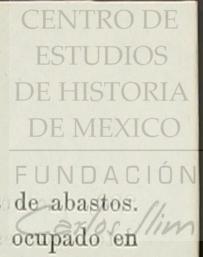 CENTRO DE
ESTUDIOS
DE HISTORIA
DE MEXICO
FUNDACIÓN
de abastos.
Carlos Slim
ocupado en